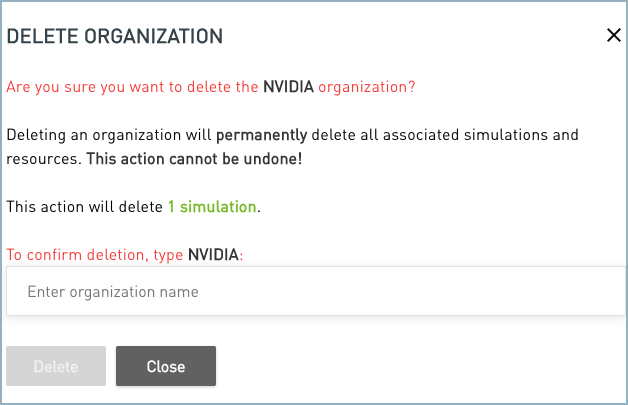 DELETE ORGANIZATION
Are you sure you want to delete the NVIDIA organization?
Deleting an organization will permanently delete all associated simulations and
resources. This action cannot be undone!
This action will delete 1 simulation.
To confirm deletion, type NVIDIA:
Enter organization name
Delete Close